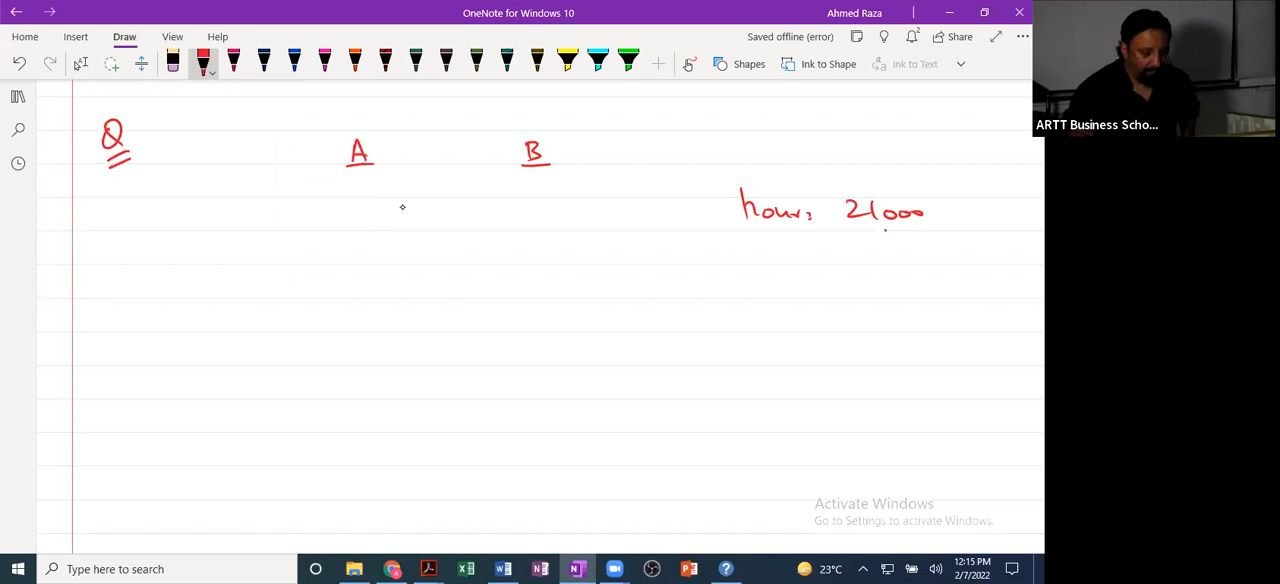 OneNote for Windows 10
Ahmed Raza
Home Insert Draw View Help
Saved offline (error)
2
Share
Shapes
Ink to Shape
Ink to Text
ARTT Business Scho...
Q
A B
hours 21000
Activate Windows
Go to Settings to activate Windows.
Type here to search
23°C
12:15 PM
2/7/2022